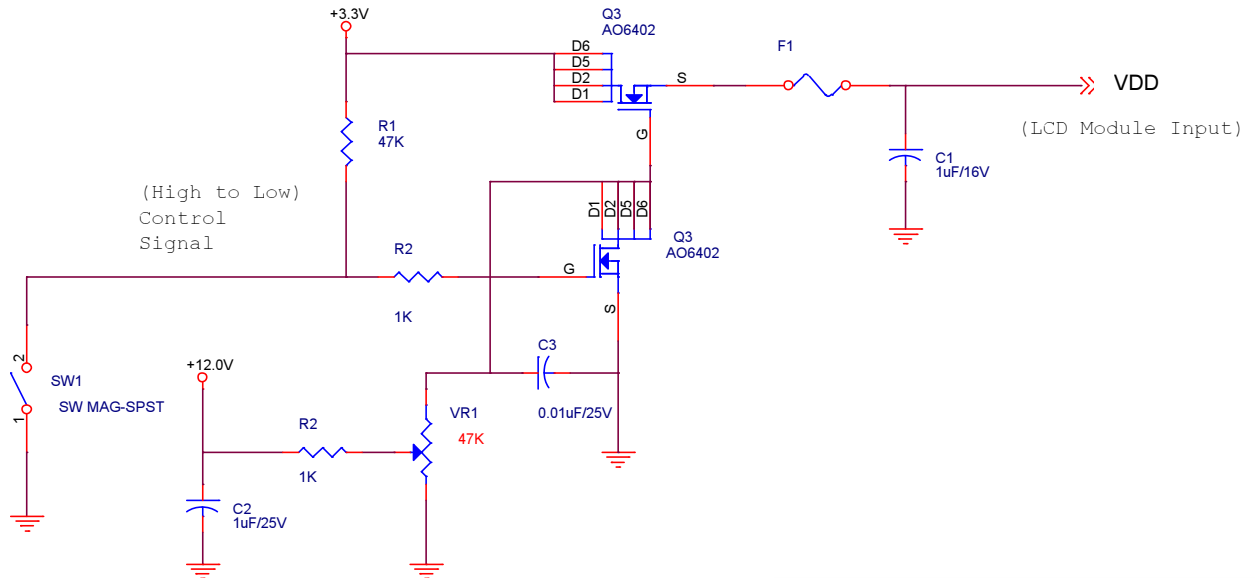 +3.3V
Q3
AO6402
D6
D5
D2
D1
S
G
F1
VDD
(LCD Module Input)
R1
47K
C1
1uF/16V
(High to Low)
Control
Signal
D1
D2
D5
D6
Q3
AO6402
R2
1K
G
S
2
1
SW1
SW MAG-SPST
+12.0V
C3
0.01uF/25V
VR1
47K
R2
1K
C2
1uF/25V